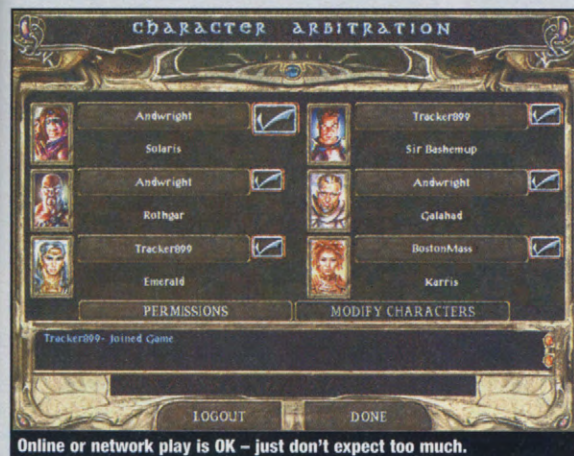 CHARACTER ARBITRATION
Andwright
Solaris
Tracker899
Sir Bashemup
Andwright
Rothgar
Andwright
Galahad
Tracker899
Emerald
BostonMass
Karris
PERMISSIONS
MODIFY CHARACTERS
Tracker899- Joined Game
LOGOUT
DONE
Online or network play is OK – just don't expect too much.